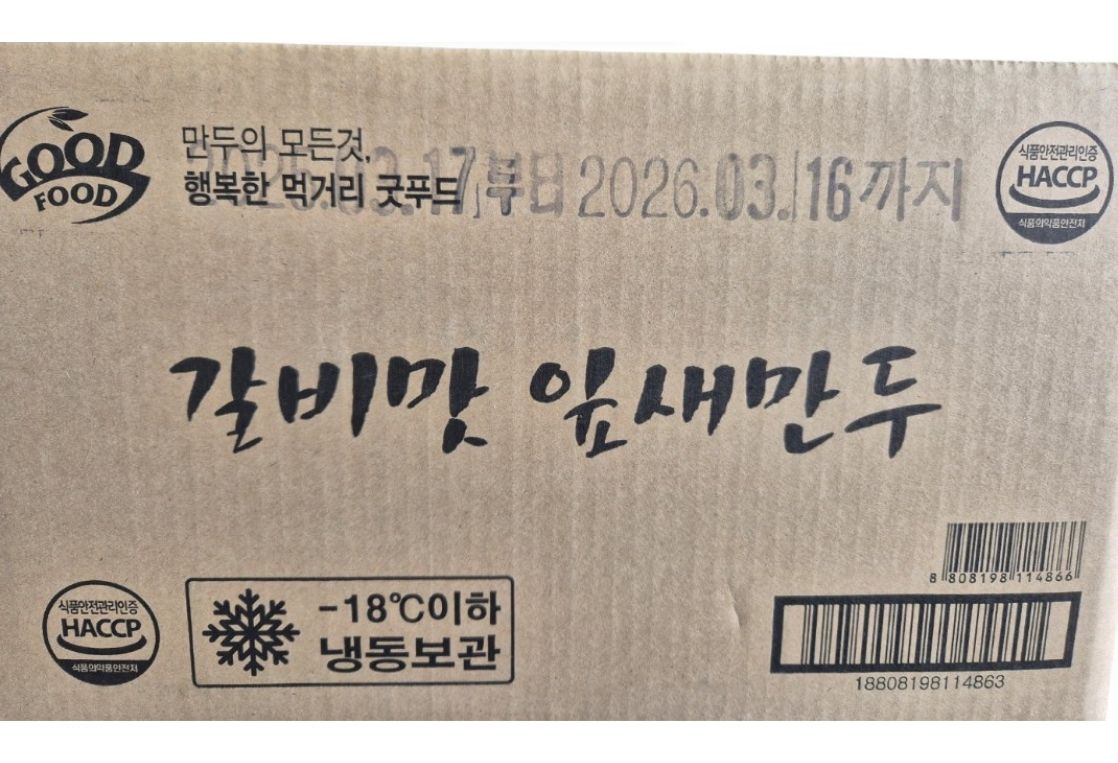 GOOD
FOOD
만두의 모든것,
행복한 먹거리 굿푸드
2025.03.17부터 2026.03.16까지
식품안전관리인증
HACCP
식품의약품안전처
갈비맛 잎새만두
식품안전관리인증
HACCP
식품의약품안전처
-18℃이하
냉동보관
8 808198 114866
18808198114863